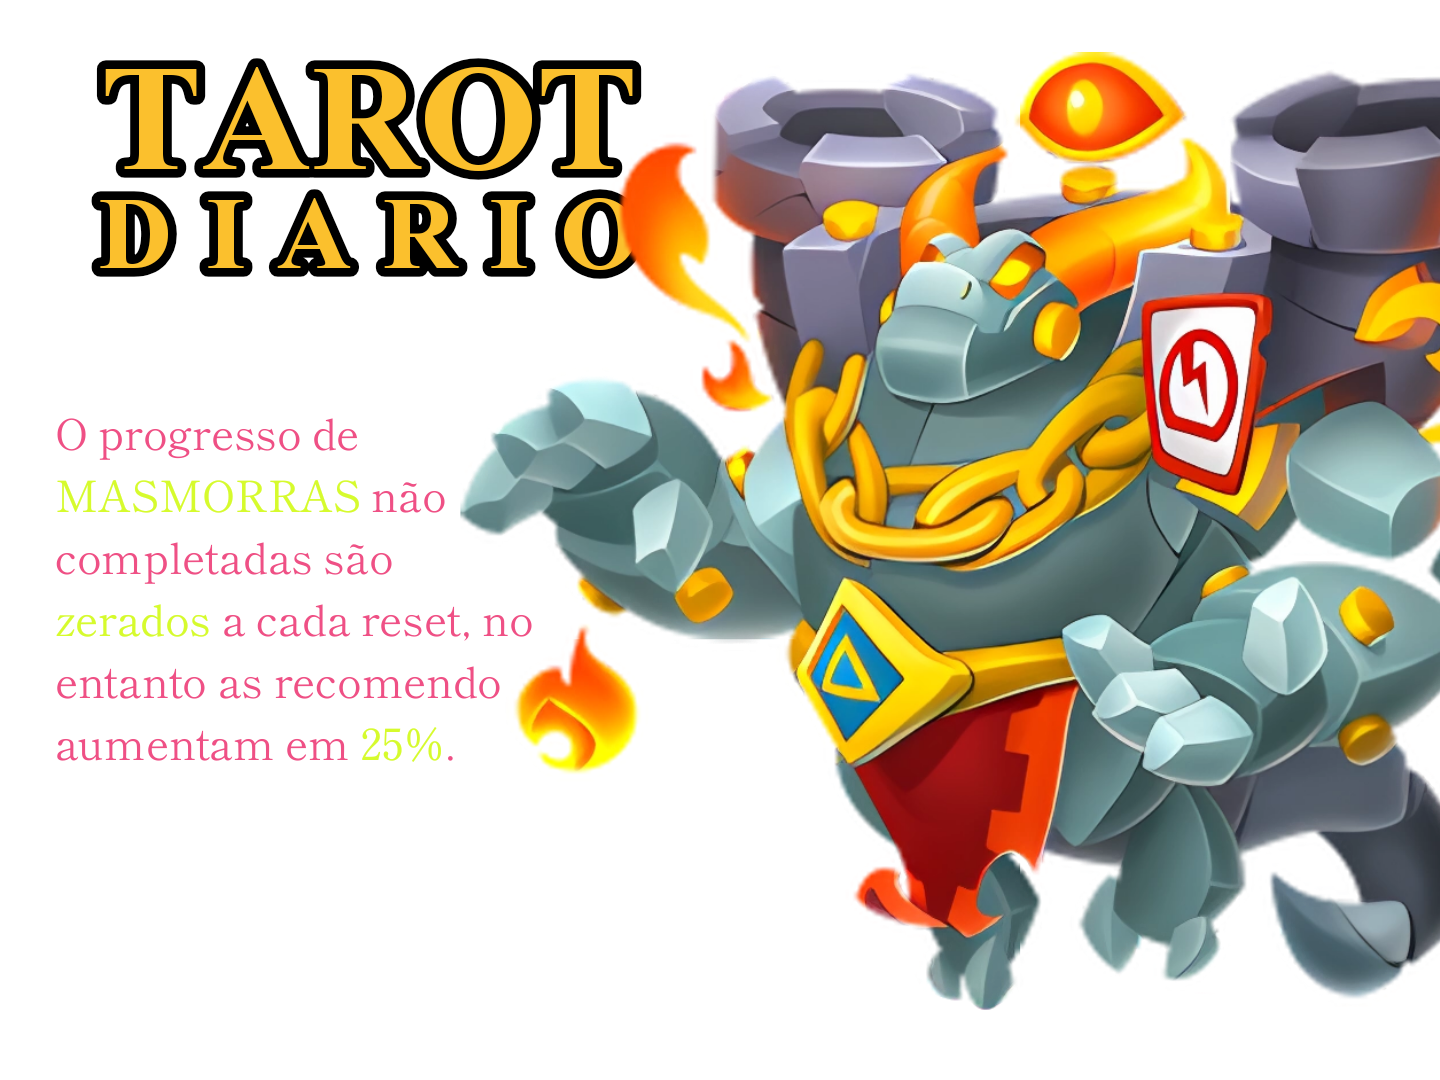 TAROT
DIARIO
O progresso de
MASMORRAS não
completadas são
zerados a cada reset, no
entanto as recomendo
aumentam em 25%.